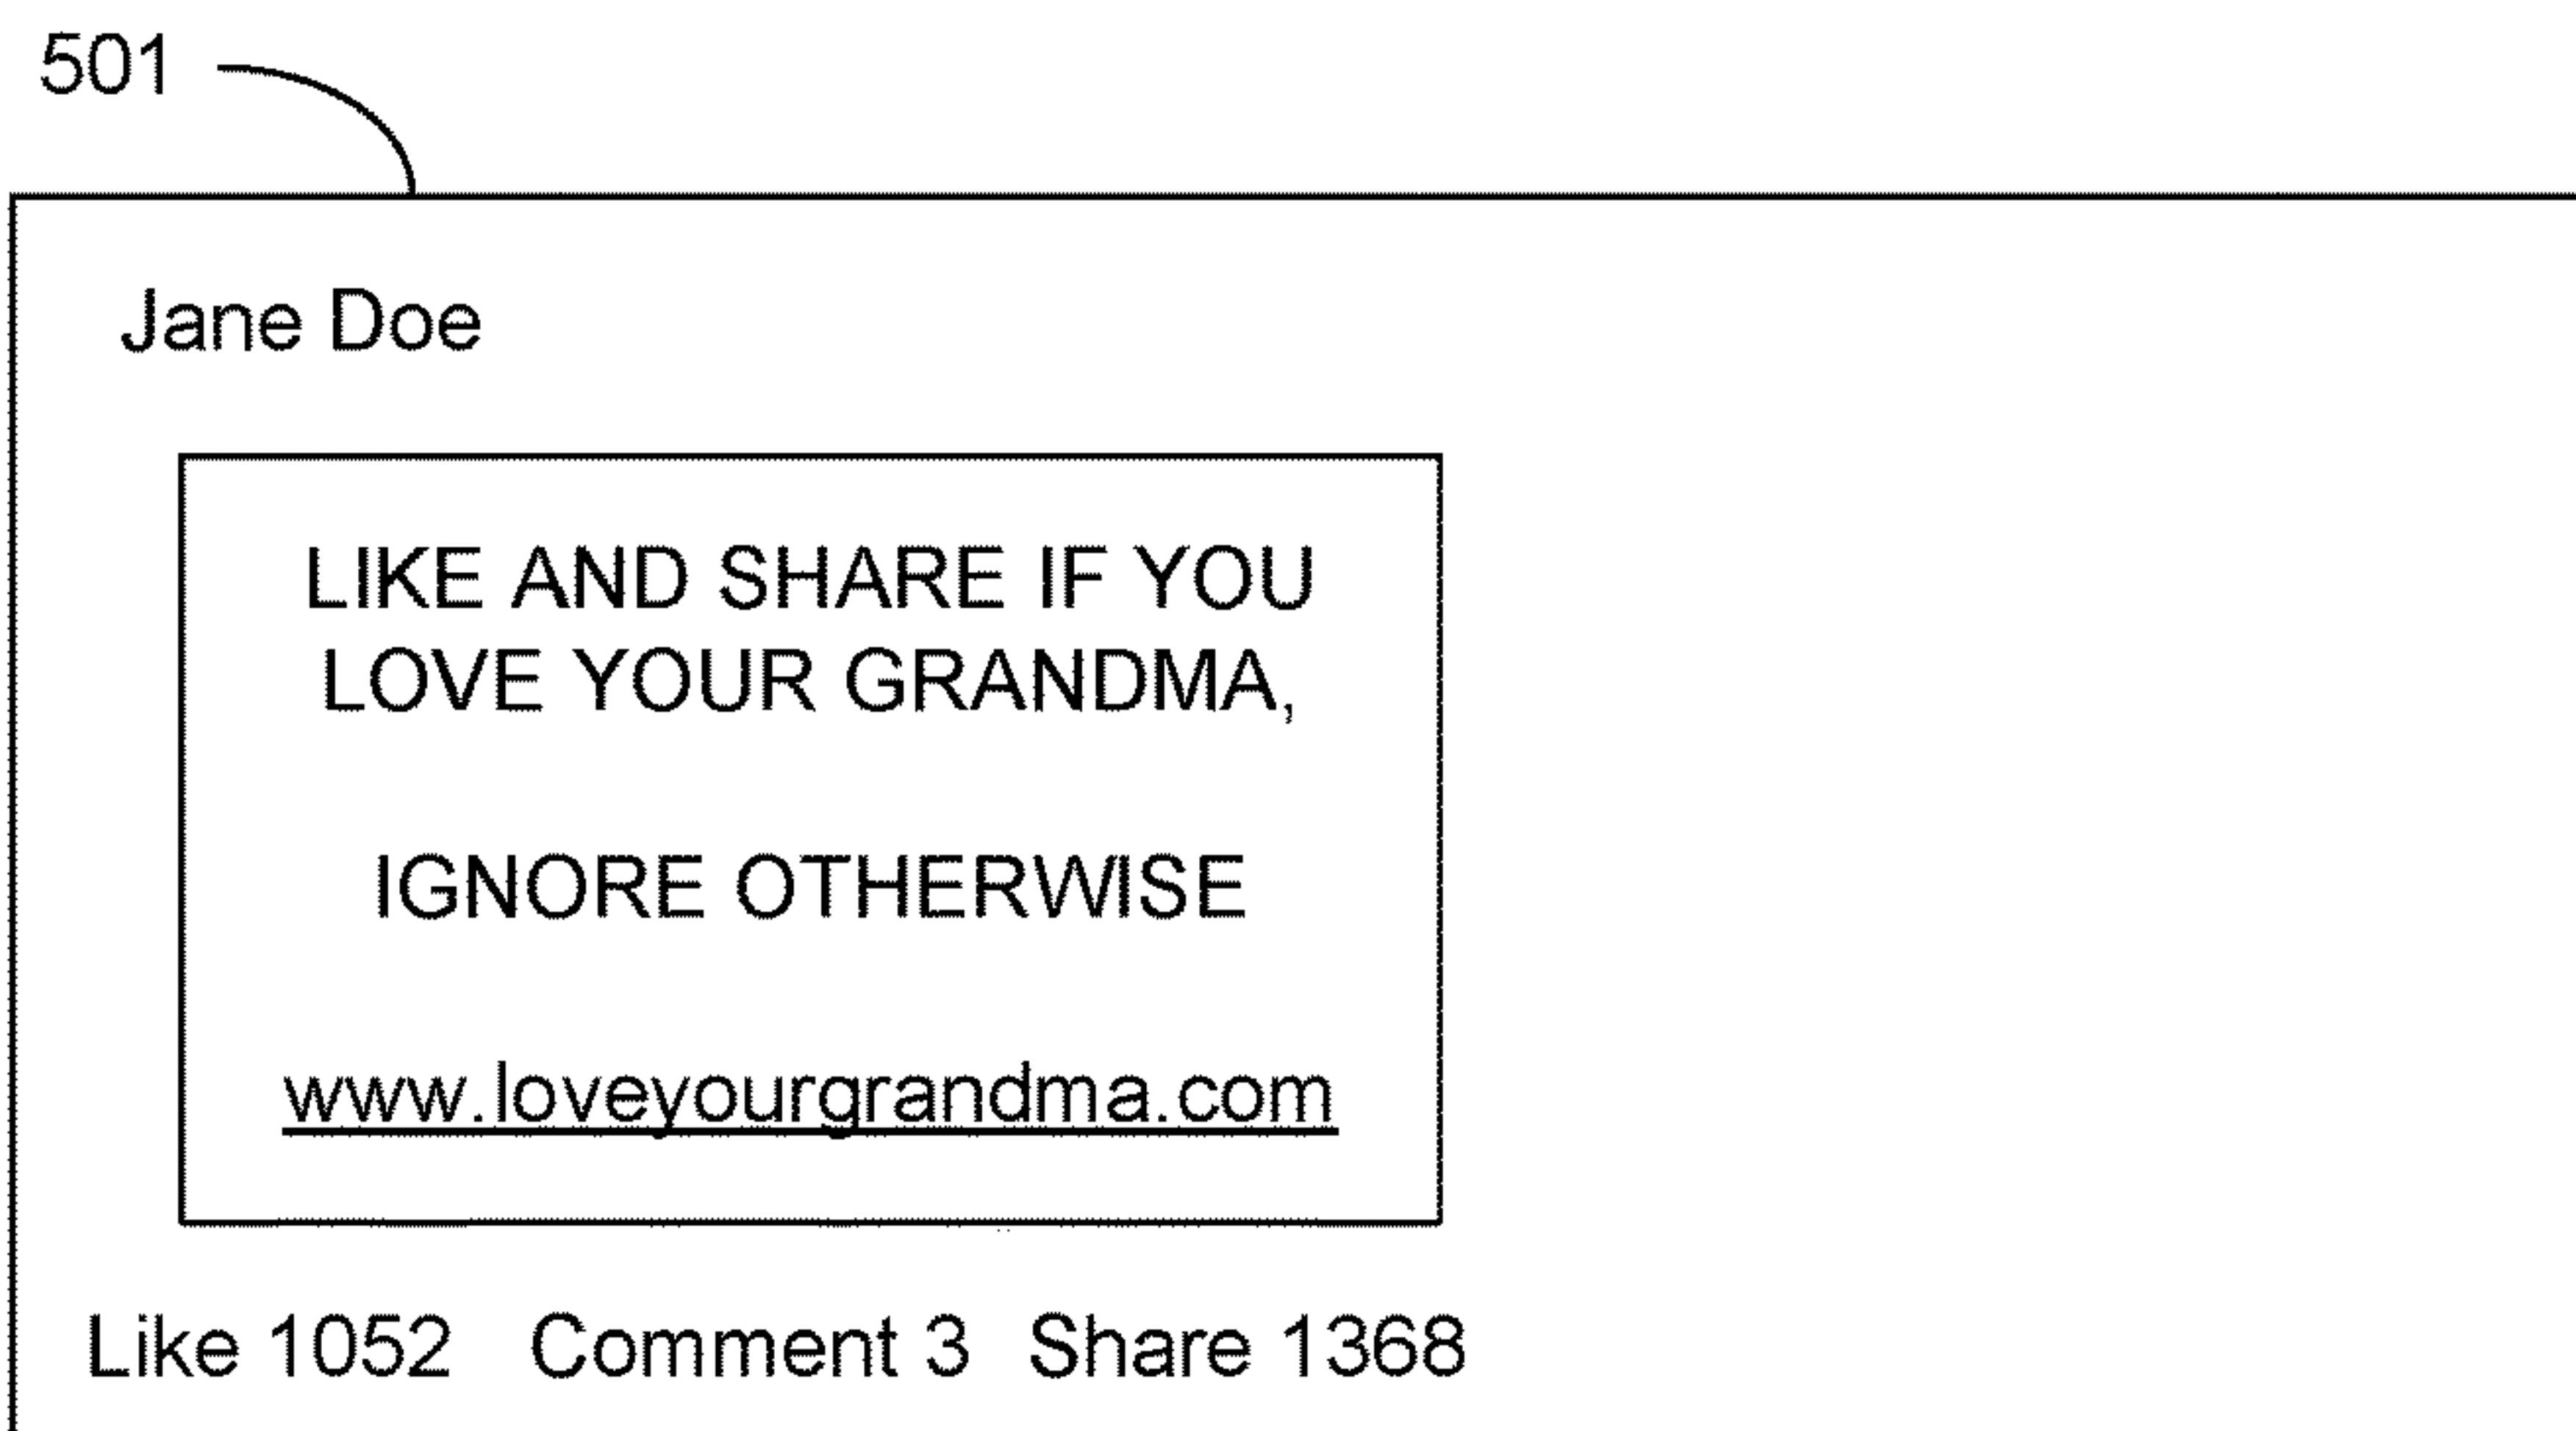 501
Jane Doe
LIKE AND SHARE IF YOU
LOVE YOUR GRANDMA,
IGNORE OTHERWISE
www.loveyourgrandma.com
Like 1052 Comment 3 Share 1368